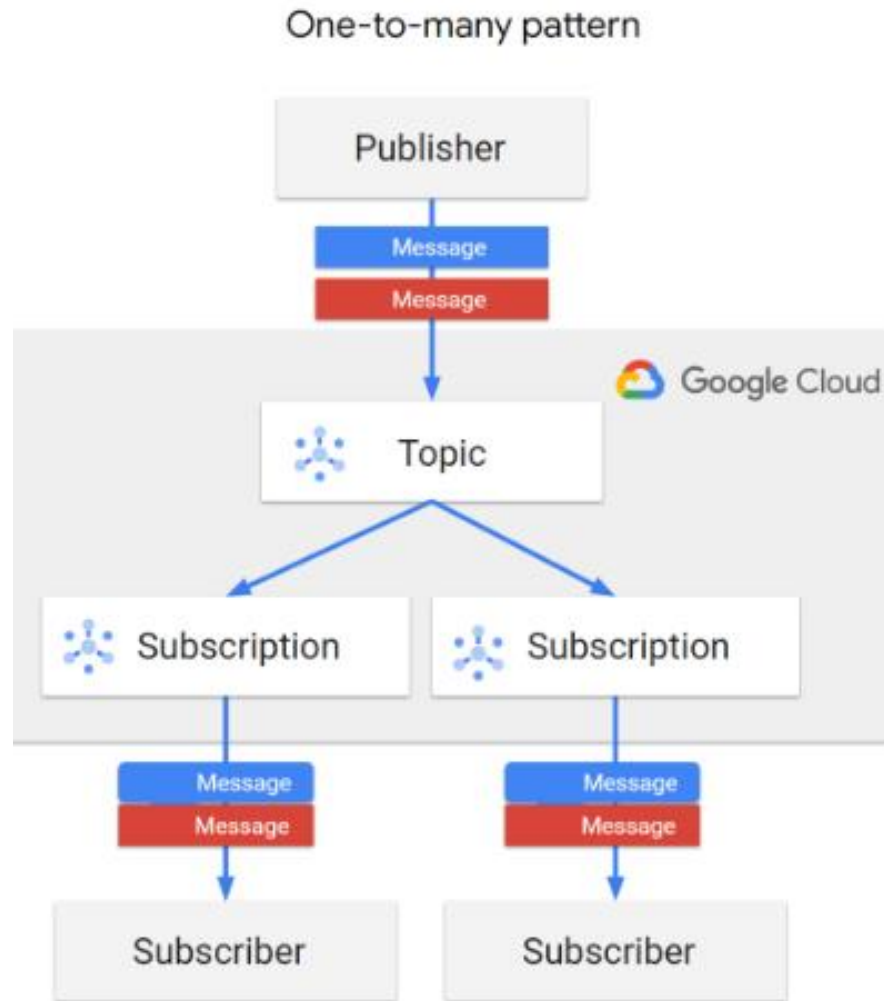 One-to-many pattern
Publisher
Message
Message
Google Cloud
Topic
Subscription
Subscription
Message
Message
Message
Message
Subscriber
Subscriber